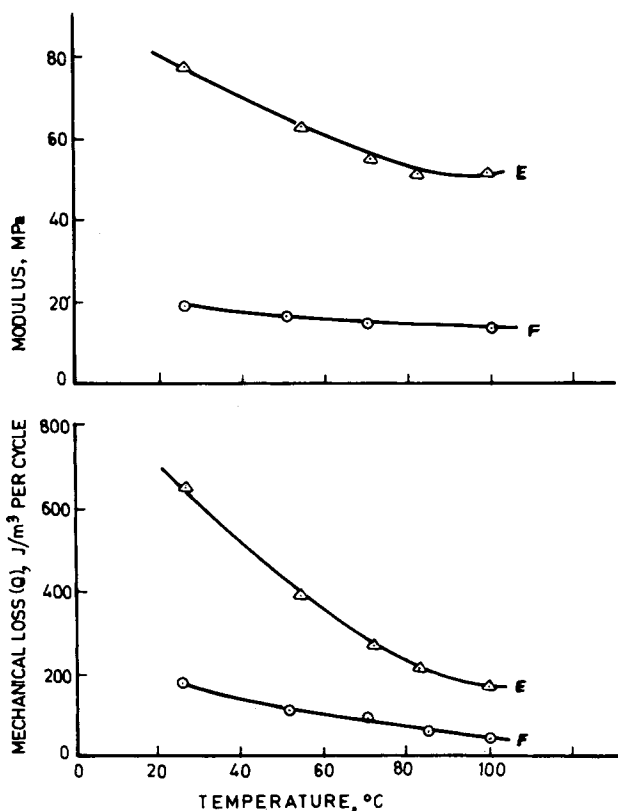 MODULUS, MPa
80
60
40
20
0
E
F
MECHANICAL LOSS (Q), J/m³ PER CYCLE
800
600
400
200
0
E
F
0
20
40
60
80
100
TEMPERATURE, °C